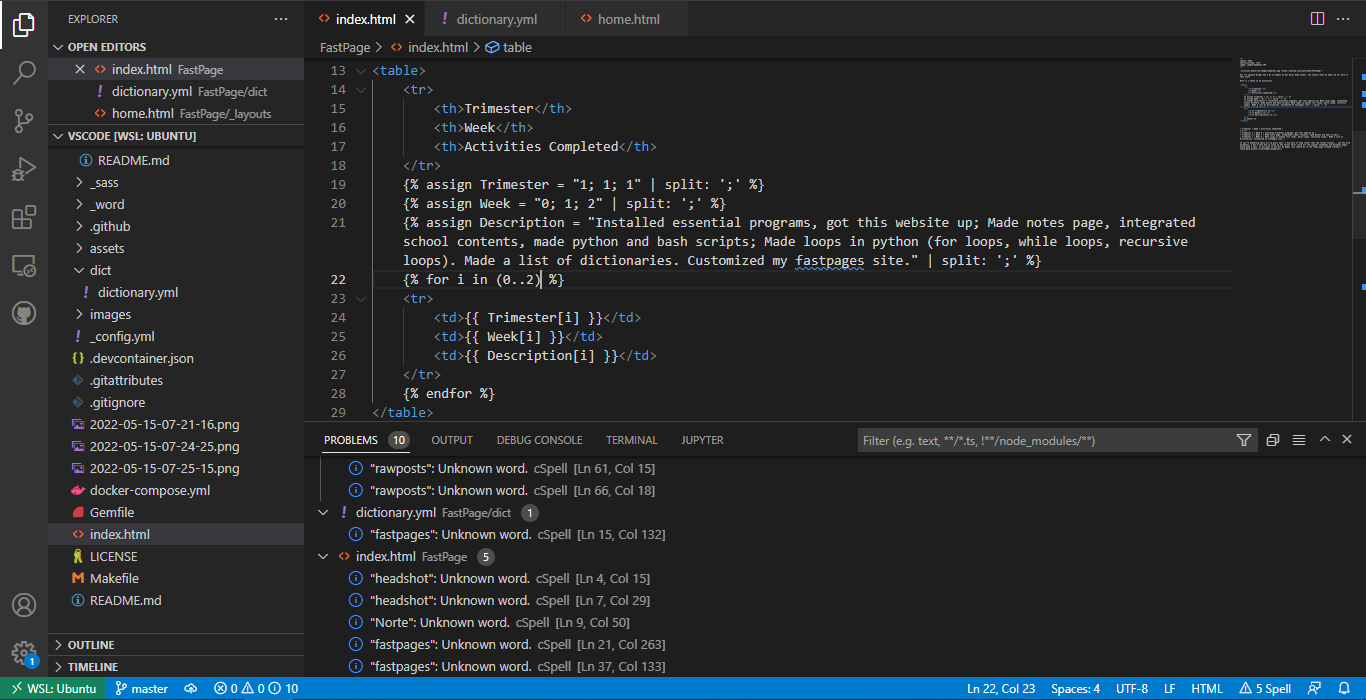 EXPLORER
OPEN EDITORS
index.html FastPage
dictionary.yml FastPage/dict
home.html FastPage/_layouts
VSCODE [WSL: UBUNTU]
README.md
_sass
_word
.github
assets
dict
dictionary.yml
images
_config.yml
.devcontainer.json
.gitattributes
.gitignore
2022-05-15-07-21-16.png
2022-05-15-07-24-25.png
2022-05-15-07-25-15.png
docker-compose.yml
Gemfile
index.html
LICENSE
Makefile
README.md
OUTLINE
TIMELINE
1
index.html
dictionary.yml
home.html
FastPage > index.html > table
13 <table>
14 <tr>
15 <th>Trimester</th>
16 <th>Week</th>
17 <th>Activities Completed</th>
18 </tr>
19 {% assign Trimester = "1; 1; 1" | split: ';' %}
20 {% assign Week = "0; 1; 2" | split: ';' %}
21 {% assign Description = "Installed essential programs, got this website up; Made notes page, integrated
school contents, made python and bash scripts; Made loops in python (for loops, while loops, recursive
loops). Made a list of dictionaries. Customized my fastpages site." | split: ';' %}
22 {% for i in (0..2) %}
23 <tr>
24 <td>{{ Trimester[i] }}</td>
25 <td>{{ Week[i] }}</td>
26 <td>{{ Description[i] }}</td>
27 </tr>
28 {% endfor %}
29 </table>
PROBLEMS 10 OUTPUT DEBUG CONSOLE TERMINAL JUPYTER Filter (e.g. text, **/*.ts, !**/node_modules/**)
"rawposts": Unknown word. cSpell [Ln 61, Col 15]
"rawposts": Unknown word. cSpell [Ln 66, Col 18]
dictionary.yml FastPage/dict 1
"fastpages": Unknown word. cSpell [Ln 15, Col 132]
index.html FastPage 5
"headshot": Unknown word. cSpell [Ln 4, Col 15]
"headshot": Unknown word. cSpell [Ln 7, Col 29]
"Norte": Unknown word. cSpell [Ln 9, Col 50]
"fastpages": Unknown word. cSpell [Ln 21, Col 263]
"fastpages": Unknown word. cSpell [Ln 37, Col 133]
WSL: Ubuntu master 0 0 10 Ln 22, Col 23 Spaces: 4 UTF-8 LF HTML 5 Spell